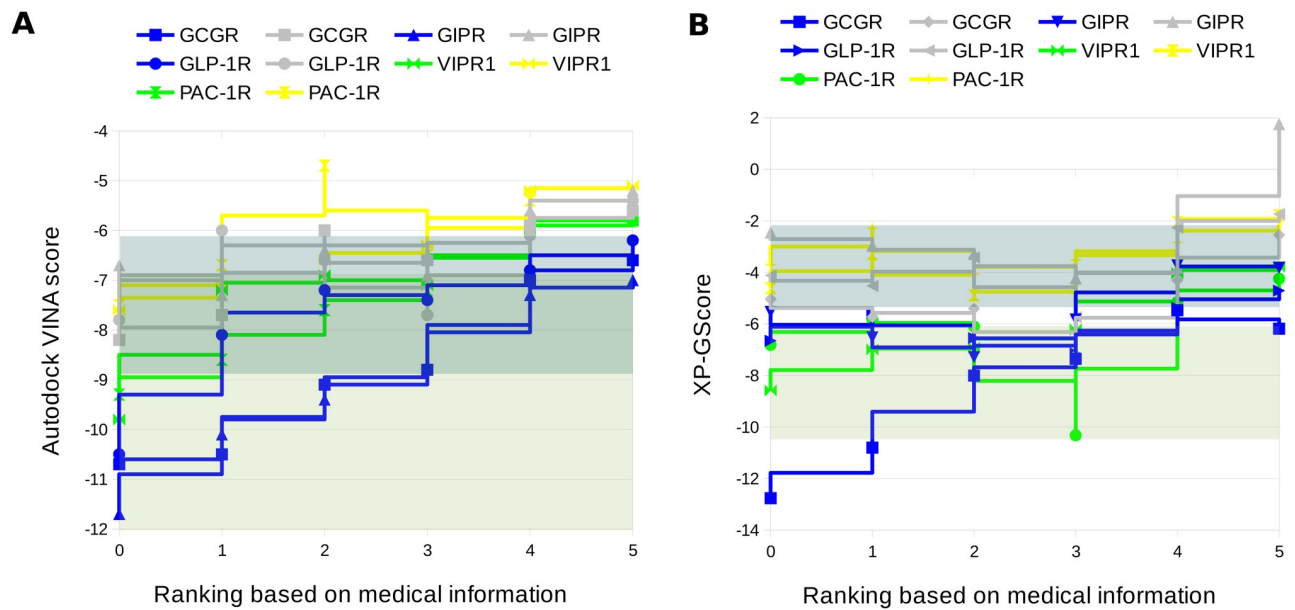 A
GCGR GCGR GIPR GIPR
GLP-1R GLP-1R VIPR1 VIPR1
PAC-1R PAC-1R
-4
-5
-6
-7
-8
-9
-10
-11
-12
0 1 2 3 4 5
Autodock VINA score
Ranking based on medical information
B
GCGR GCGR GIPR GIPR
GLP-1R GLP-1R VIPR1 VIPR1
PAC-1R PAC-1R
2
0
-2
-4
-6
-8
-10
-12
-14
0 1 2 3 4 5
XP-GScore
Ranking based on medical information